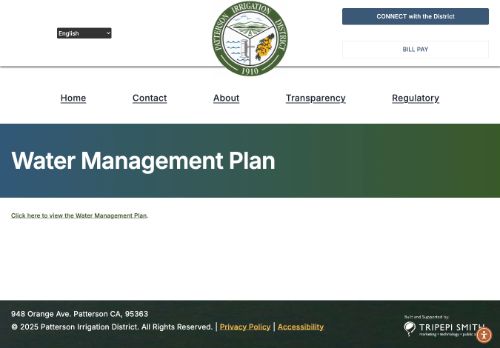 English
PATTERSON IRRIGATION DISTRICT
1910
CONNECT with the District
BILL PAY
Home
Contact
About
Transparency
Regulatory
Water Management Plan
Click here to view the Water Management Plan.
948 Orange Ave. Patterson CA, 95363
© 2025 Patterson Irrigation District. All Rights Reserved. | Privacy Policy | Accessibility
Built and Supported by:
TRIPEPI SMITH
marketing • technology • public